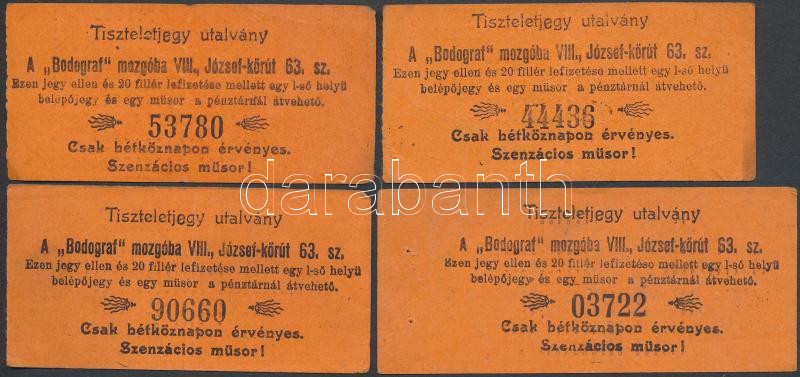 Tiszteletjegy utalvány
A „Bodograf" mozgóba VIII., József-körút 63. sz.
Ezen jegy ellen és 20 fillér lefizetése mellett egy I-ső helyü
belépőjegy és egy müsor a pénztárnál átvehető.
53780
Csak hétköznapon érvényes.
Szenzácios müsor!
Tiszteletjegy utalvány
A „Bodograf" mozgóba VIII., József-körút 63. sz.
Ezen jegy ellen és 20 fillér lefizetése mellett egy I-ső helyü
belépőjegy és egy müsor a pénztárnál átvehető.
44436
Csak hétköznapon érvényes.
Szenzácios müsor!
Tiszteletjegy utalvány
A „Bodograf" mozgóba VIII., József-körút 63. sz.
Ezen jegy ellen és 20 fillér lefizetése mellett egy I-ső helyü
belépőjegy és egy müsor a pénztárnál átvehető.
90660
Csak hétköznapon érvényes.
Szenzácios müsor!
Tiszteletjegy utalvány
A „Bodograf" mozgóba VIII., József-körút 63. sz.
Ezen jegy ellen és 20 fillér lefizetése mellett egy I-ső helyü
belépőjegy és egy müsor a pénztárnál átvehető.
03722
Csak hétköznapon érvényes.
Szenzácios müsor!
darabanth